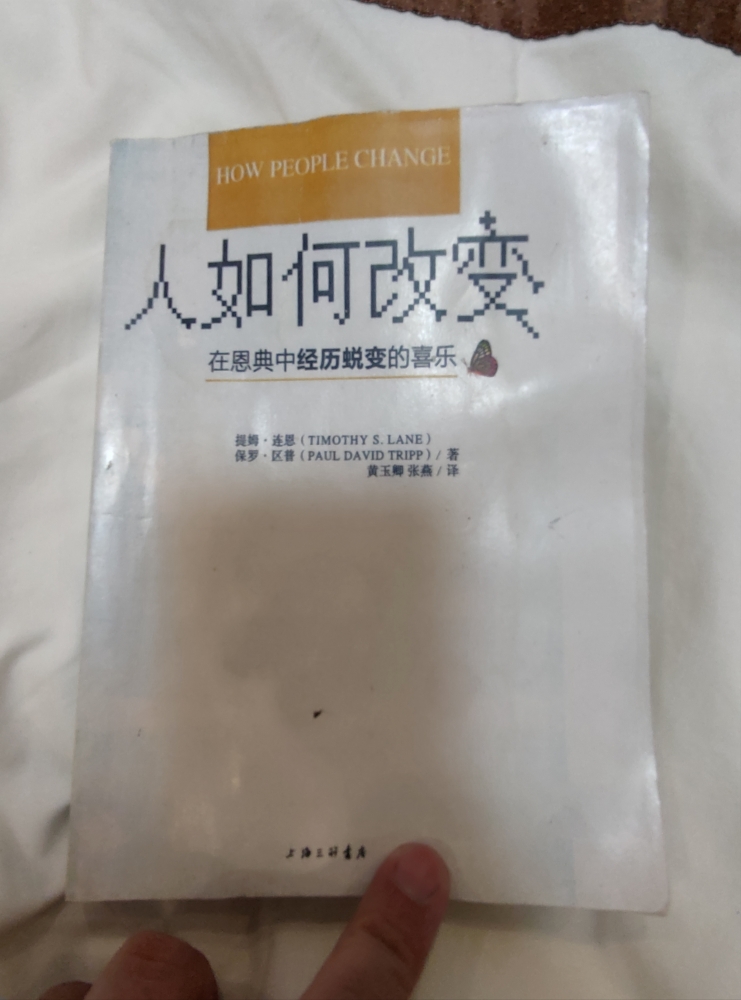 HOW PEOPLE CHANGE
人如何改变
在恩典中经历蜕变的喜乐
提姆·连恩（TIMOTHY S. LANE）
保罗·区普（PAUL DAVID TRIPP）/ 著
黄玉卿 张燕 / 译
上海三联书店